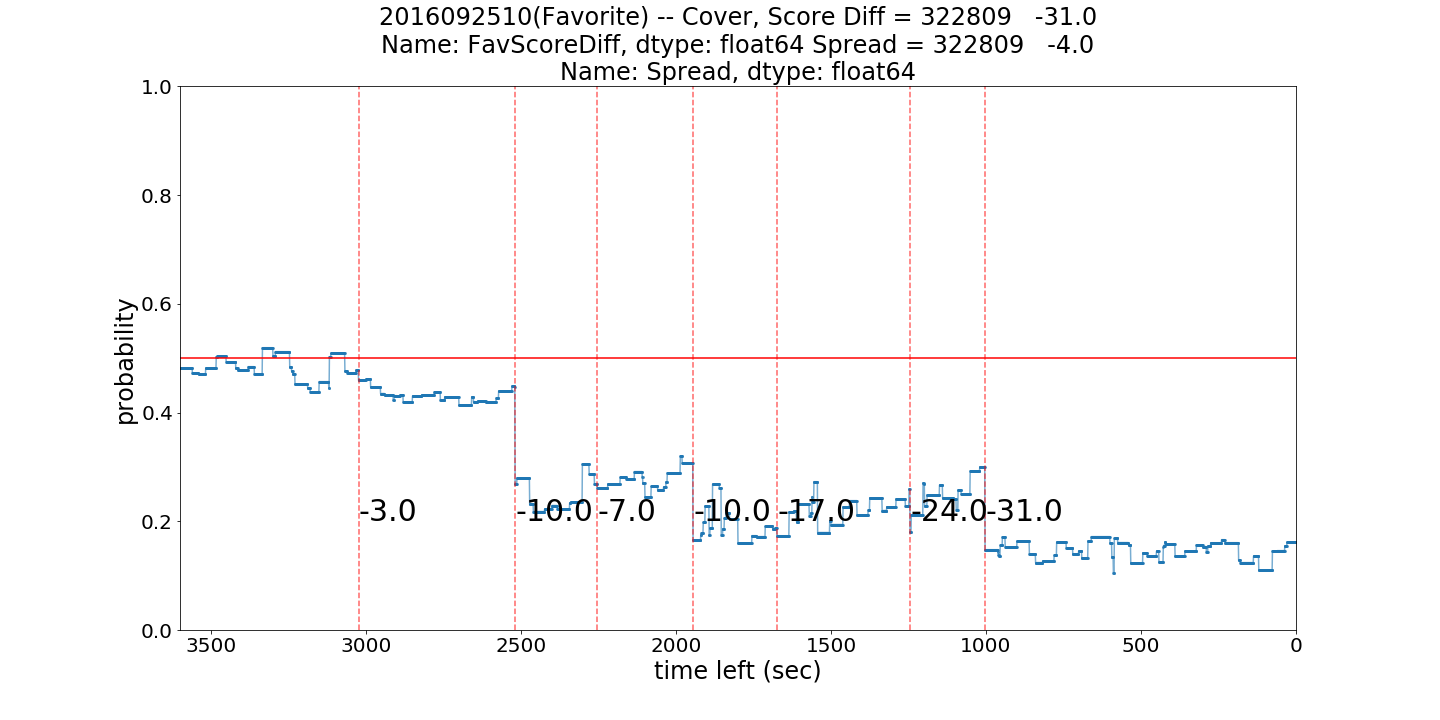 2016092510(Favorite) -- Cover, Score Diff = 322809   -31.0
Name: FavScoreDiff, dtype: float64 Spread = 322809   -4.0
Name: Spread, dtype: float64
1.0
0.8
0.6
0.4
0.2
0.0
probability
-3.0 -10.0 -7.0 -10.0 -17.0 -24.0 -31.0
3500 3000 2500 2000 1500 1000 500 0
time left (sec)